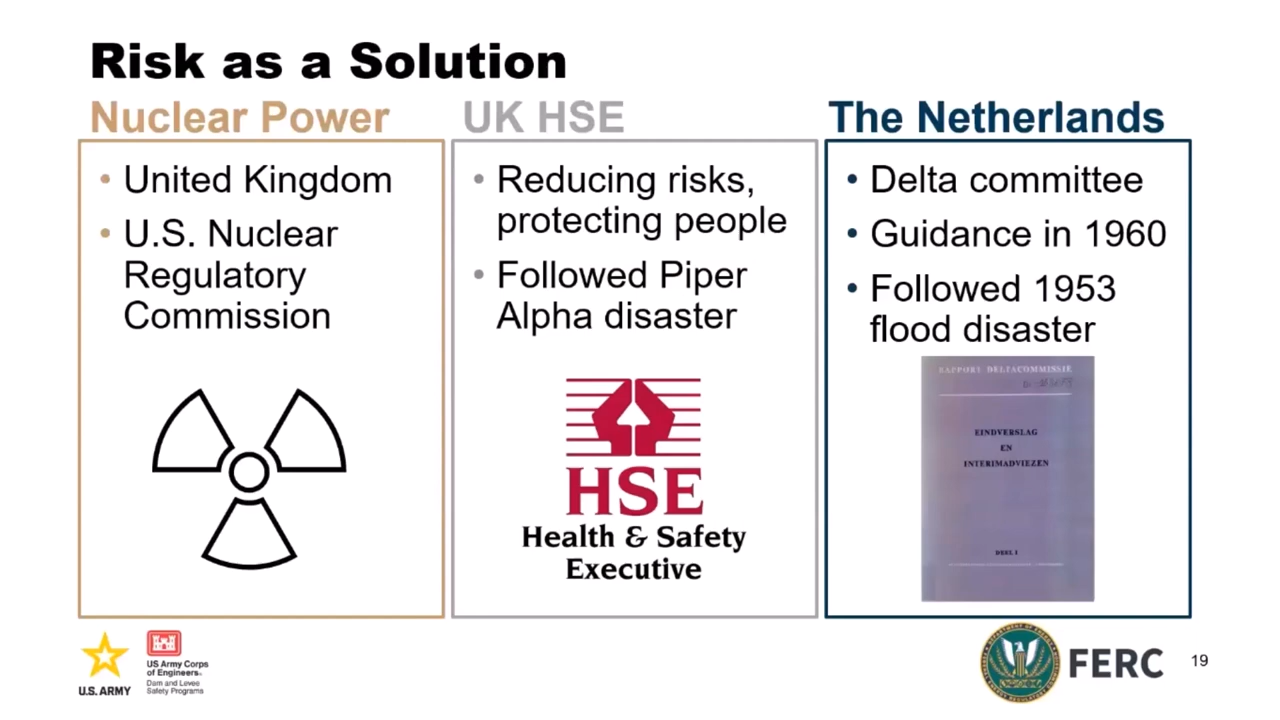 Risk as a Solution
Nuclear Power
• United Kingdom
• U.S. Nuclear
Regulatory
Commission
UK HSE
• Reducing risks,
protecting people
• Followed Piper
Alpha disaster
HSE
Health & Safety
Executive
The Netherlands
• Delta committee
• Guidance in 1960
• Followed 1953
flood disaster
RAPPORT DELTACOMMISSIE
EINDVERSLAG
EN
INTERIMADVIEZEN
DEEL I
U.S. ARMY
US Army Corps
of Engineers®
Dam and Levee
Safety Programs
FERC
19